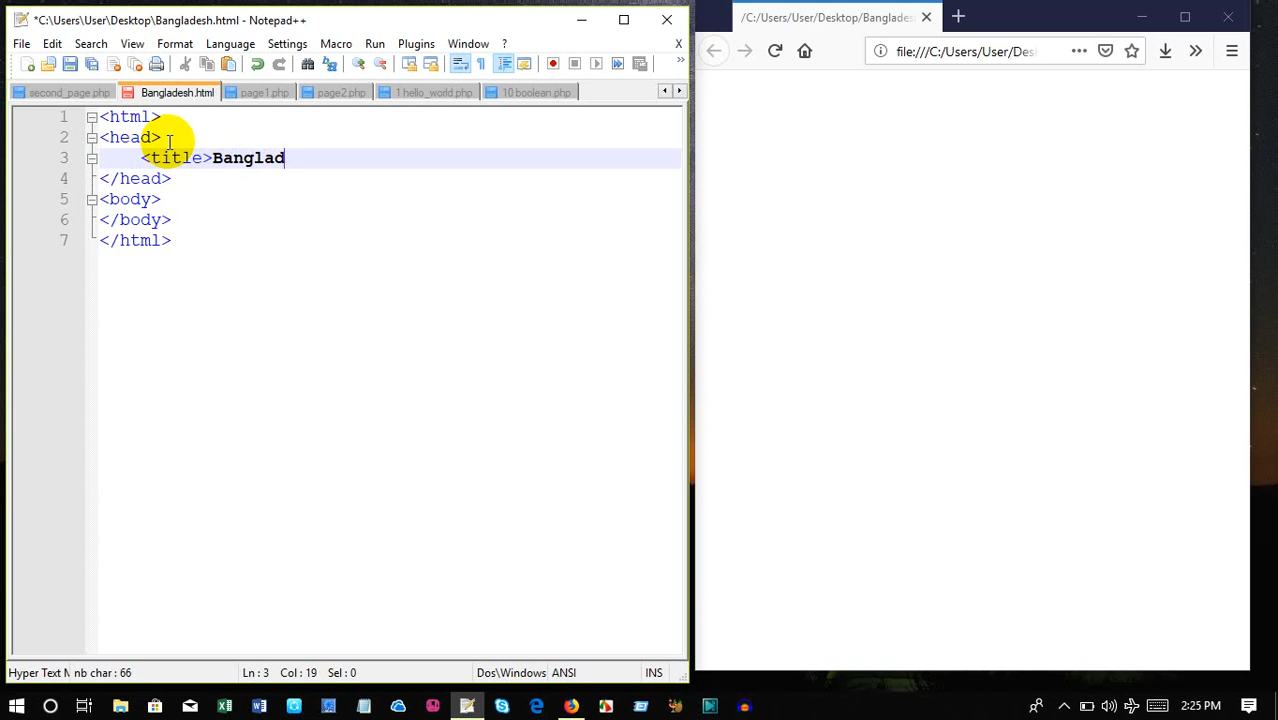 *C:\Users\User\Desktop\Bangladesh.html - Notepad++
File Edit Search View Format Language Settings Macro Run Plugins Window ? X
second_page.php Bangladesh.html page1.php page2.php 1 hello_world.php 10 boolean.php
1 <html>
2 <head>
3 <title>Banglad
4 </head>
5 <body>
6 </body>
7 </html>
Hyper Text M nb char : 66 Ln : 3 Col : 19 Sel : 0 Dos\Windows ANSI INS
/C:/Users/User/Desktop/Banglades
file:///C:/Users/User/Des
2:25 PM